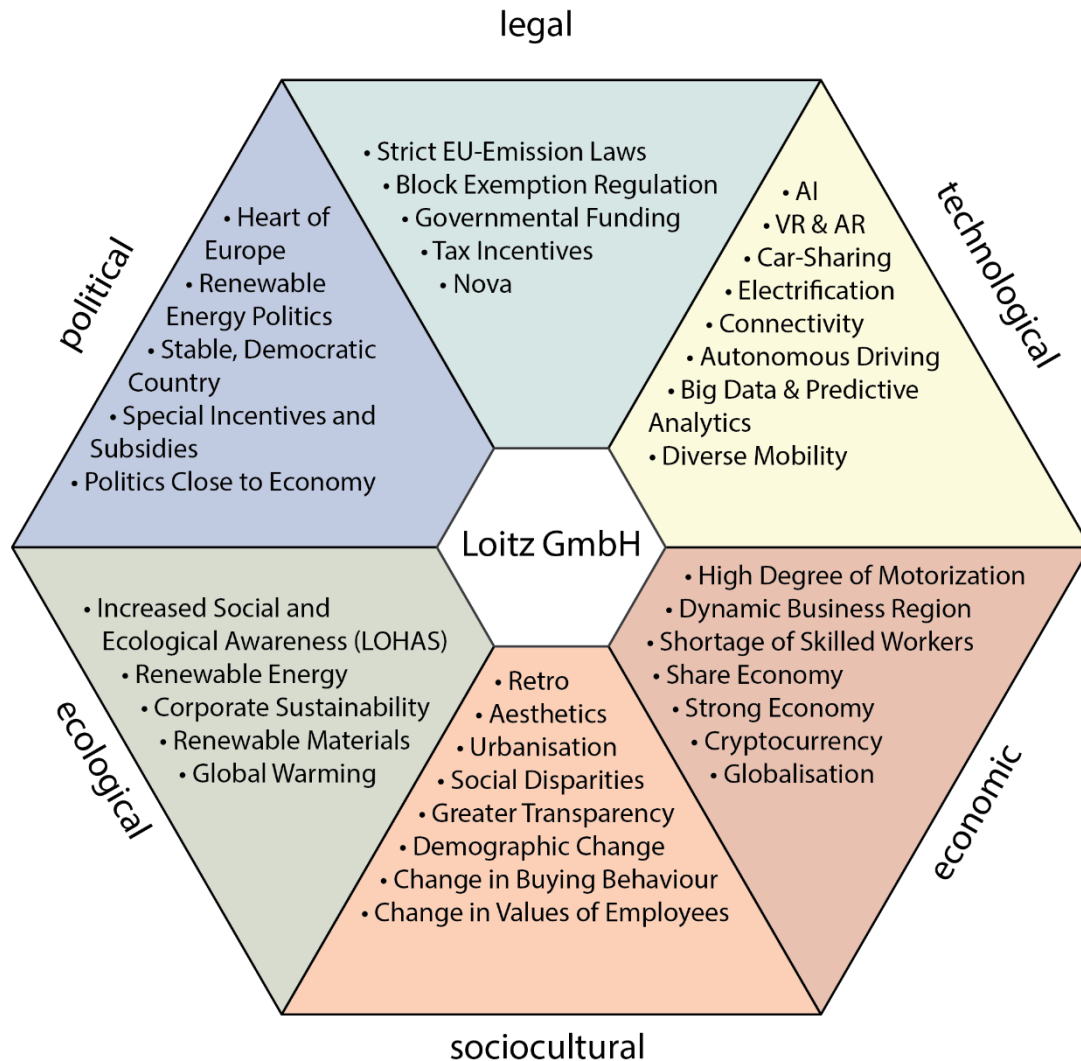 legal
• Strict EU-Emission Laws
• Block Exemption Regulation
• Governmental Funding
• Tax Incentives
• Nova
technological
• AI
• VR & AR
• Car-Sharing
• Electrification
• Connectivity
• Autonomous Driving
• Big Data & Predictive
Analytics
• Diverse Mobility
political
• Heart of
Europe
• Renewable
Energy Politics
• Stable, Democratic
Country
• Special Incentives and
Subsidies
• Politics Close to Economy
Loitz GmbH
ecological
• Increased Social and
Ecological Awareness (LOHAS)
• Renewable Energy
• Corporate Sustainability
• Renewable Materials
• Global Warming
• Retro
• Aesthetics
• Urbanisation
• Social Disparities
• Greater Transparency
• Demographic Change
• Change in Buying Behaviour
• Change in Values of Employees
sociocultural
• High Degree of Motorization
• Dynamic Business Region
• Shortage of Skilled Workers
• Share Economy
• Strong Economy
• Cryptocurrency
• Globalisation
economic